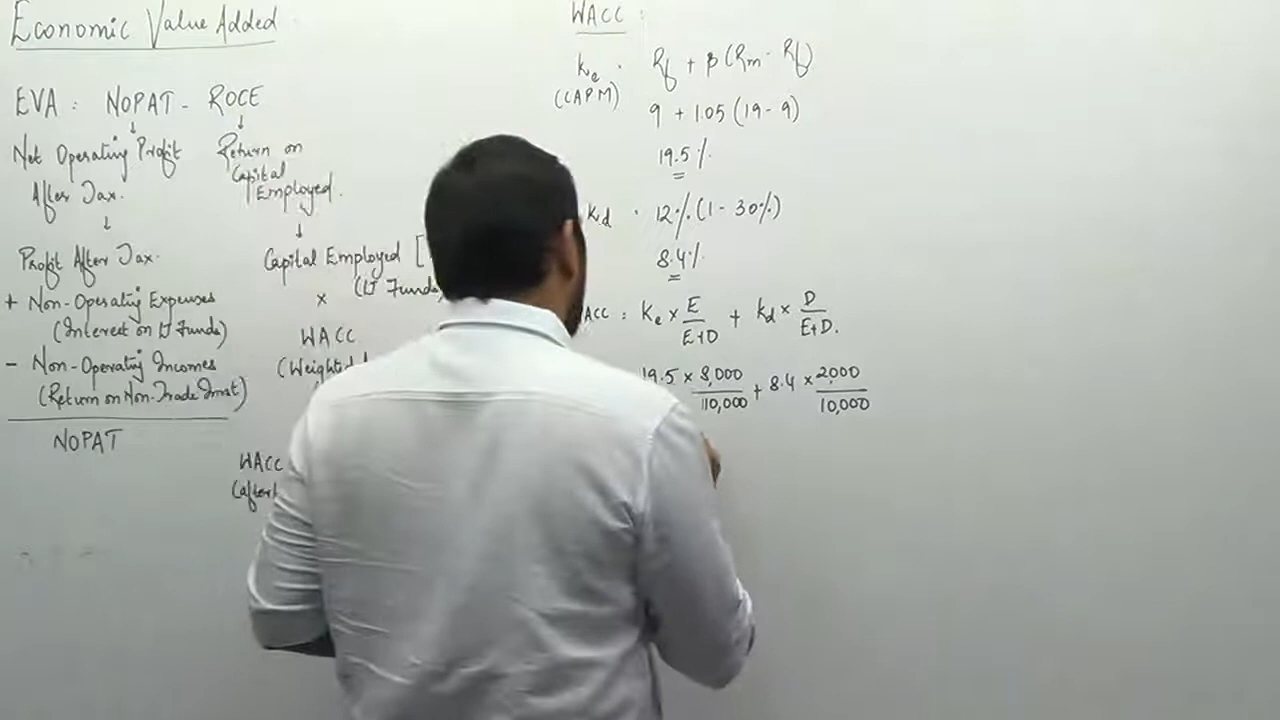 Economic Value Added
EVA : NOPAT - ROCE
↓ ↓
Net Operating Profit
After Tax.
Return on
Capital
Employed.
↓ ↓
Profit After Tax.
+ Non-Operating Expenses
(Interest on LT Funds)
- Non-Operating Incomes
(Return on Non-Trade Invst)
NOPAT
Capital Employed [
(LT Funds
x
WACC
(Weighted
WACC
(after
WACC :
Ke
(CAPM)
Rf + β (Rm - Rf)
9 + 1.05 (19 - 9)
19.5%
Kd
12% (1 - 30%)
8.4%
ACC : Ke x E/E+D + Kd x D/E+D.
19.5 x 8,000/10,000 + 8.4 x 2,000/10,000